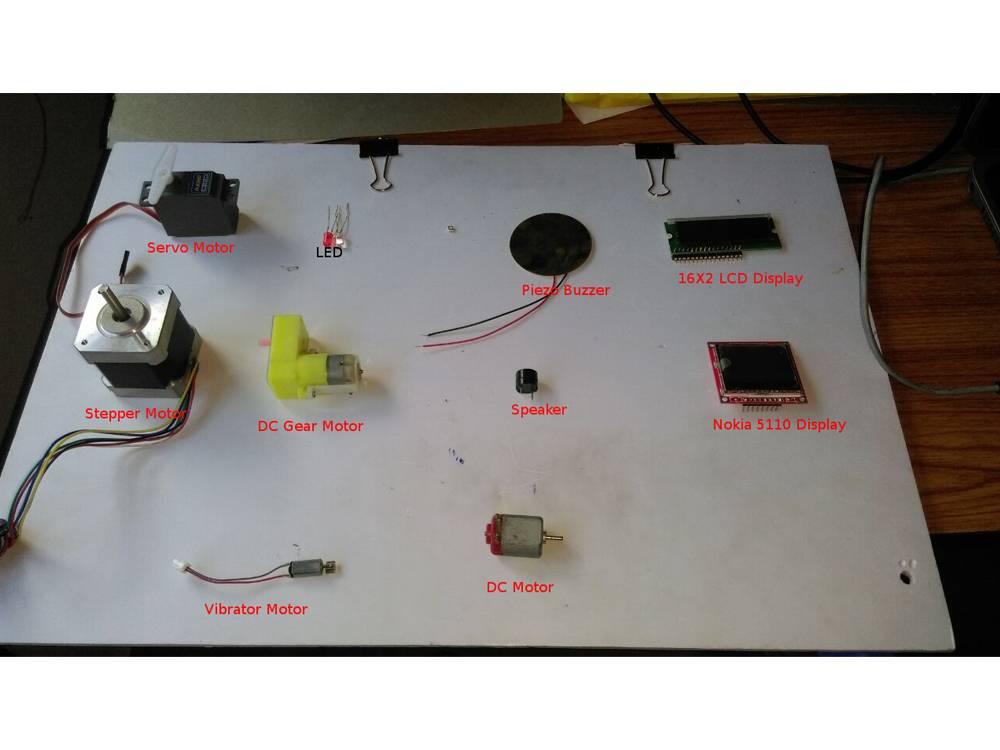 Servo Motor
LED
Piezo Buzzer
16X2 LCD Display
Stepper Motor
DC Gear Motor
Speaker
Nokia 5110 Display
DC Motor
Vibrator Motor